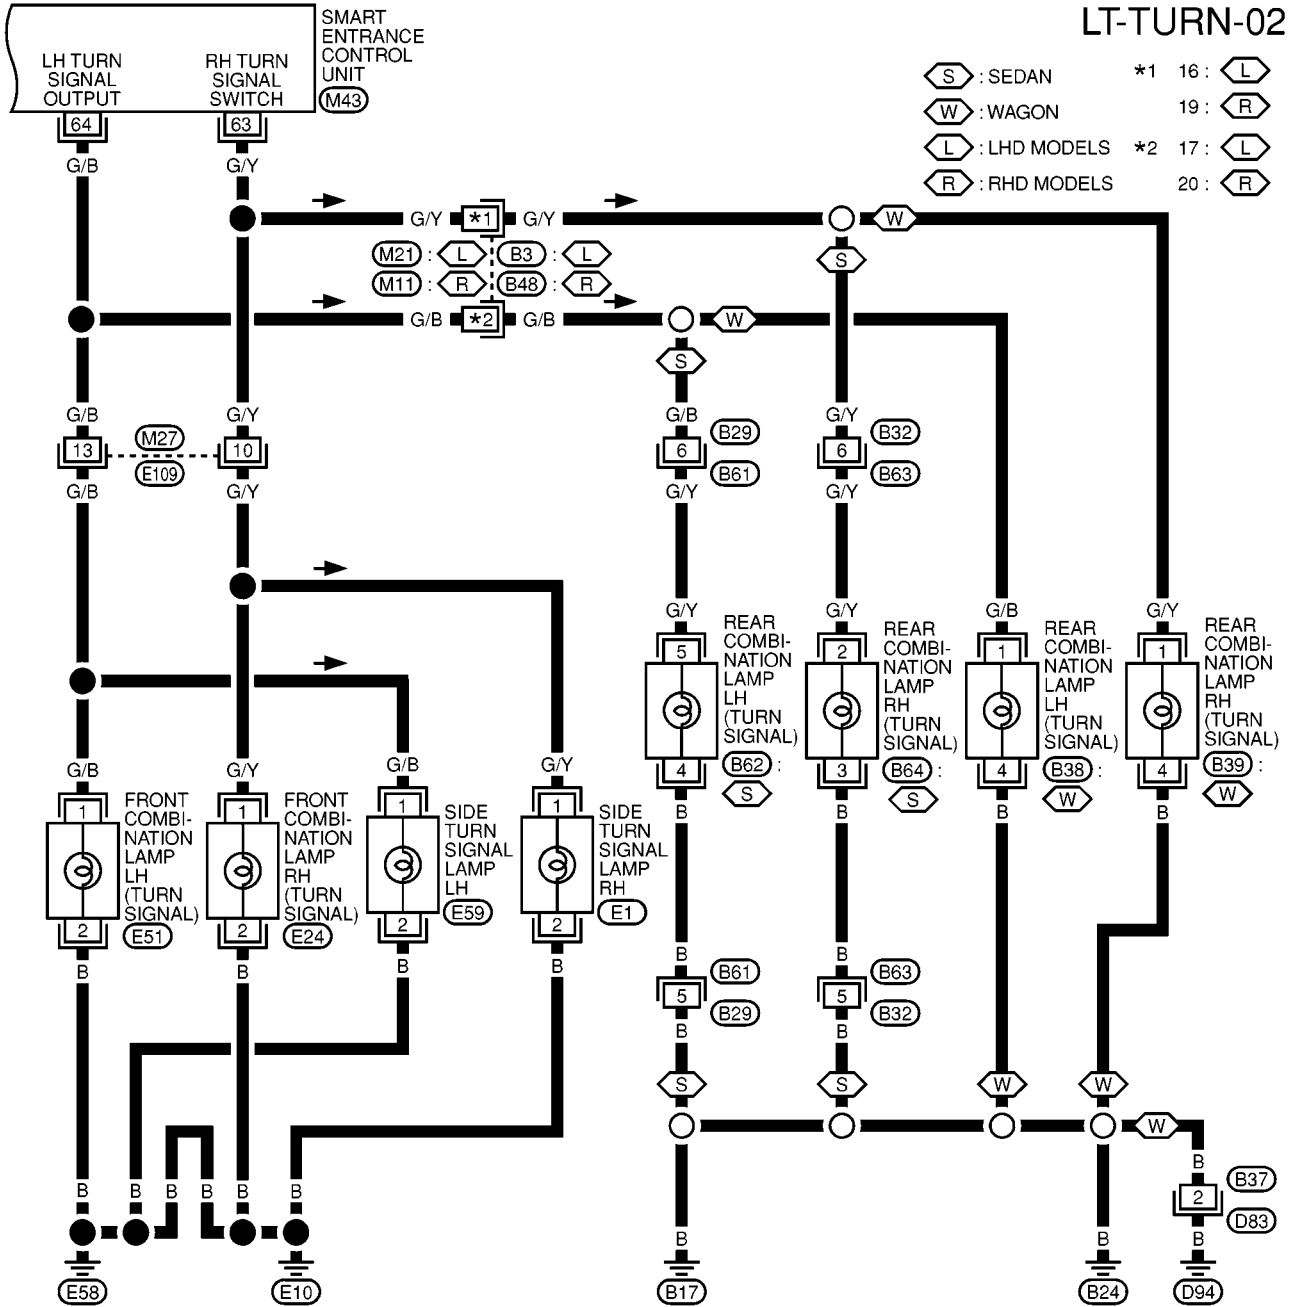 LT-TURN-02
SMART
ENTRANCE
CONTROL
UNIT
M43
LH TURN
SIGNAL
OUTPUT
RH TURN
SIGNAL
SWITCH
64
63
S : SEDAN
W : WAGON
L : LHD MODELS
R : RHD MODELS
*1 16 : L
19 : R
*2 17 : L
20 : R
G/B
G/Y
G/Y *1 G/Y
W
M21 : L
B3 : L
S
M11 : R
B48 : R
G/B *2 G/B
W
S
G/B
G/Y
G/B
G/Y
13
M27
E109
10
6
B29
B61
6
B32
B63
G/B
G/Y
G/Y
G/Y
G/Y
G/Y
G/B
G/Y
5
4
REAR
COMBI-
NATION
LAMP
LH
(TURN
SIGNAL)
B62 :
S
2
3
REAR
COMBI-
NATION
LAMP
RH
(TURN
SIGNAL)
B64 :
S
1
4
REAR
COMBI-
NATION
LAMP
LH
(TURN
SIGNAL)
B38 :
W
1
4
REAR
COMBI-
NATION
LAMP
RH
(TURN
SIGNAL)
B39 :
W
G/B
G/Y
G/B
G/Y
1
2
FRONT
COMBI-
NATION
LAMP
LH
(TURN
SIGNAL)
E51
1
2
FRONT
COMBI-
NATION
LAMP
RH
(TURN
SIGNAL)
E24
1
2
SIDE
TURN
SIGNAL
LAMP
LH
E59
1
2
SIDE
TURN
SIGNAL
LAMP
RH
E1
B
B
B
B
B
B
B
B
B
B
5
B61
B29
5
B63
B32
B
B
S
S
W
W
W
B
B
B
B
B
B
B
2
B37
D83
B
B
B
E58
E10
B17
B24
D94